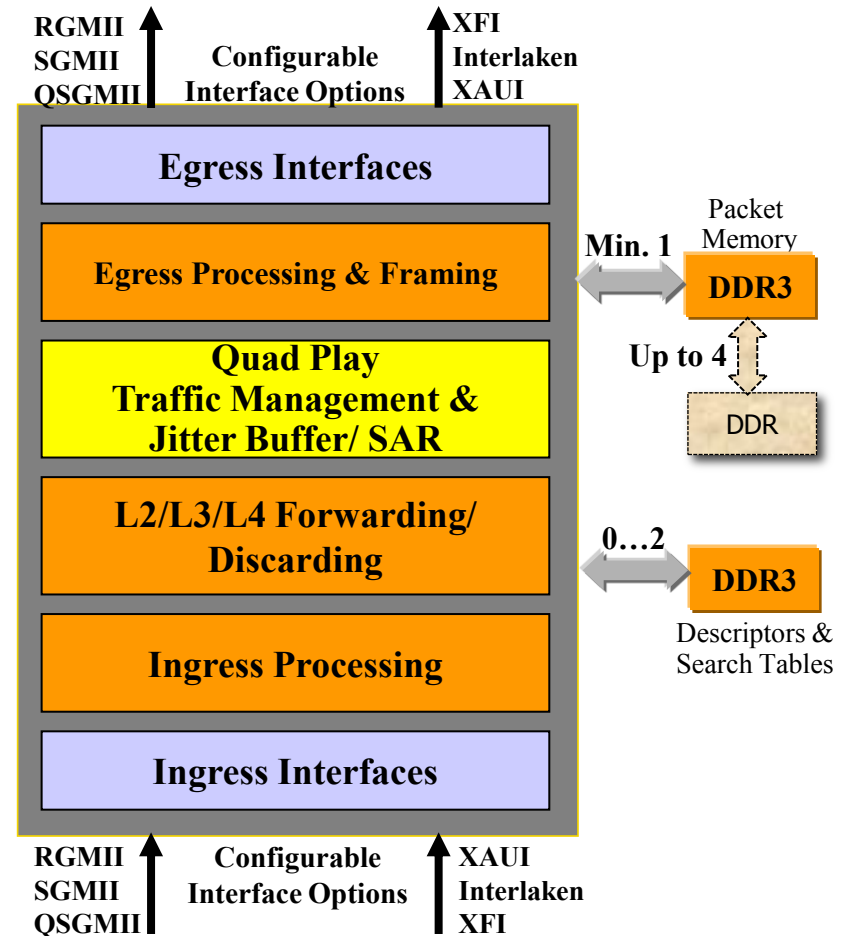 RGMII
SGMII
QSGMII
Configurable
Interface Options
XFI
Interlaken
XAUI
Egress Interfaces
Egress Processing & Framing
Quad Play
Traffic Management &
Jitter Buffer/ SAR
L2/L3/L4 Forwarding/
Discarding
Ingress Processing
Ingress Interfaces
Packet
Memory
Min. 1
DDR3
Up to 4
DDR
0…2
DDR3
Descriptors &
Search Tables
RGMII
SGMII
QSGMII
Configurable
Interface Options
XAUI
Interlaken
XFI